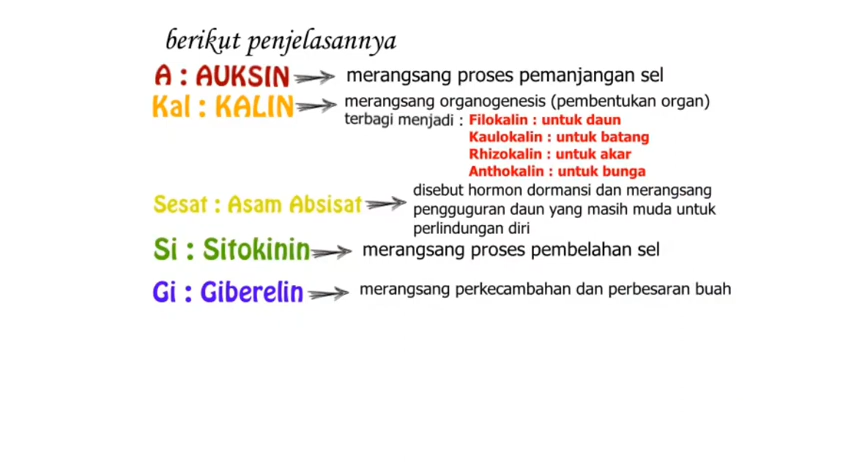 berikut penjelasannya
A : AUKSIN merangsang proses pemanjangan sel
Kal : KALIN merangsang organogenesis (pembentukan organ)
terbagi menjadi : Filokalin : untuk daun
Kaulokalin : untuk batang
Rhizokalin : untuk akar
Anthokalin : untuk bunga
Sesat : Asam Absisat disebut hormon dormansi dan merangsang
pengguguran daun yang masih muda untuk
perlindungan diri
Si : Sitokinin merangsang proses pembelahan sel
Gi : Giberelin merangsang perkecambahan dan perbesaran buah